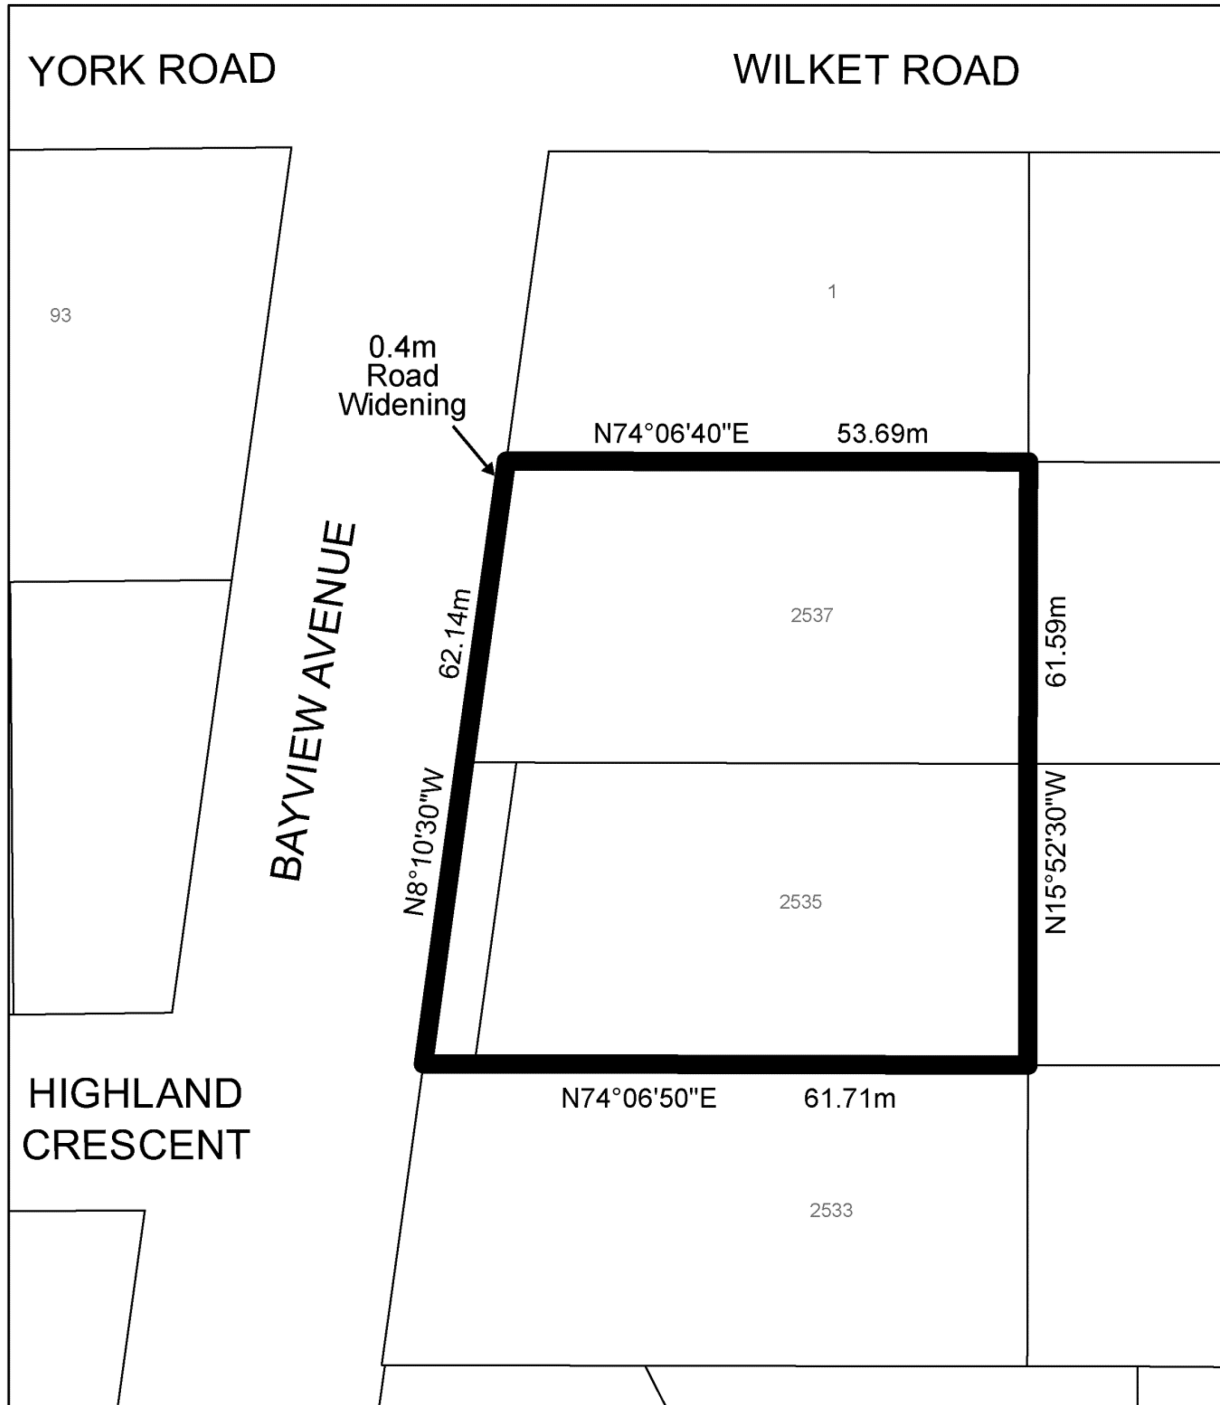 YORK ROAD
WILKET ROAD
93
1
0.4m
Road
Widening
N74°06'40"E 53.69m
BAYVIEW AVENUE
62.14m
N8°10'30"W
2537
61.59m
N15°52'30"W
2535
N74°06'50"E 61.71m
HIGHLAND
CRESCENT
2533